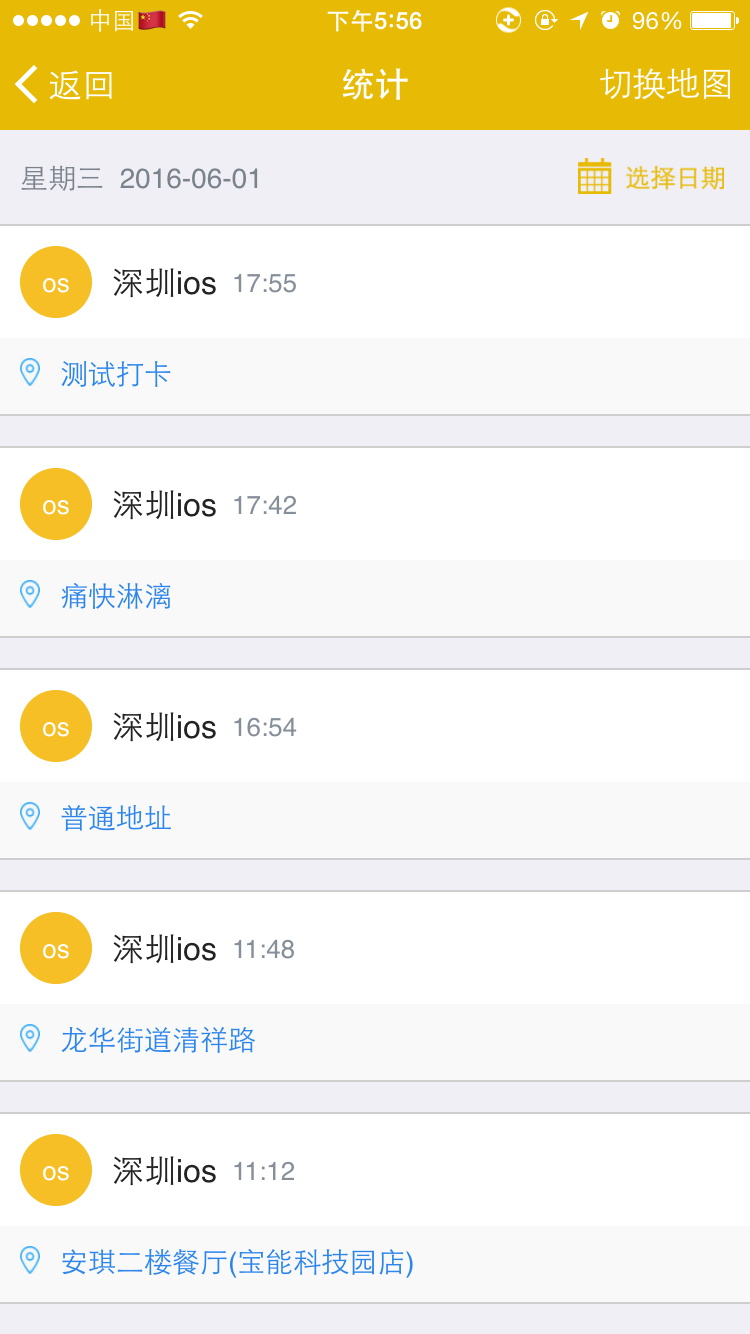 中国🇨🇳 下午5:56 96%
返回 统计 切换地图
星期三 2016-06-01 选择日期
os 深圳ios 17:55
测试打卡
os 深圳ios 17:42
痛快淋漓
os 深圳ios 16:54
普通地址
os 深圳ios 11:48
龙华街道清祥路
os 深圳ios 11:12
安琪二楼餐厅(宝能科技园店)